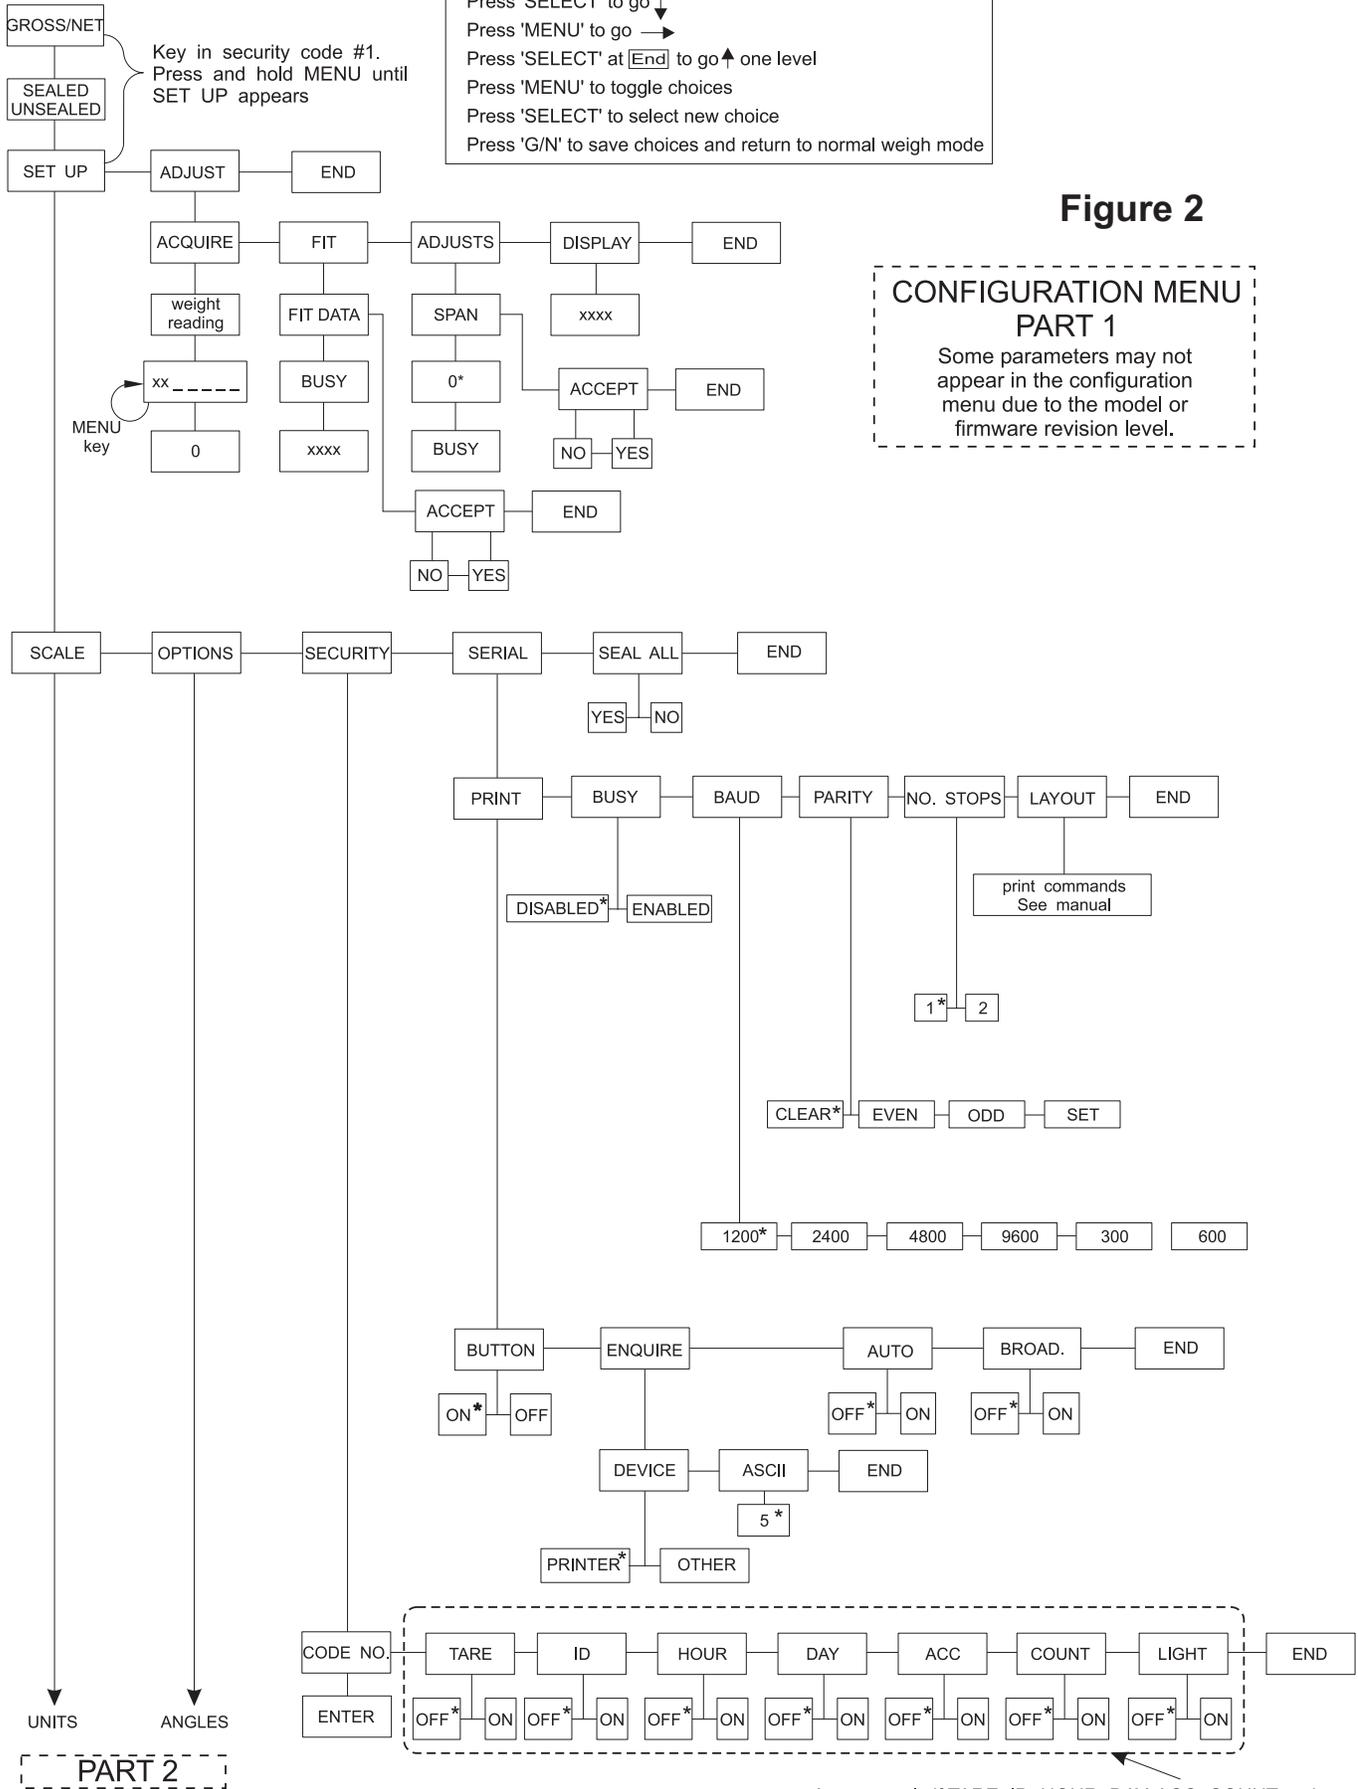 Press 'SELECT' to go
GROSS/NET
Press 'MENU' to go
Key in security code #1.
Press and hold MENU until
SET UP appears
Press 'SELECT' at End to go one level
SEALED
UNSEALED
Press 'MENU' to toggle choices
Press 'SELECT' to select new choice
Press 'G/N' to save choices and return to normal weigh mode
SET UP ADJUST END
Figure 2
ACQUIRE FIT ADJUSTS DISPLAY END
CONFIGURATION MENU
PART 1
Some parameters may not
appear in the configuration
menu due to the model or
firmware revision level.
weight
reading
FIT DATA SPAN xxxx
xx _ _ _ _ _
BUSY 0* ACCEPT END
MENU
key
0 xxxx BUSY NO YES
ACCEPT END
NO YES
SCALE OPTIONS SECURITY SERIAL SEAL ALL END
YES NO
PRINT BUSY BAUD PARITY NO. STOPS LAYOUT END
print commands
See manual
DISABLED* ENABLED
1* 2
CLEAR* EVEN ODD SET
1200* 2400 4800 9600 300 600
BUTTON ENQUIRE AUTO BROAD. END
ON* OFF OFF* ON OFF* ON
DEVICE ASCII END
5 *
PRINTER* OTHER
CODE NO. TARE ID HOUR DAY ACC COUNT LIGHT END
ENTER OFF* ON OFF* ON OFF* ON OFF* ON OFF* ON OFF* ON OFF* ON
UNITS ANGLES
PART 2